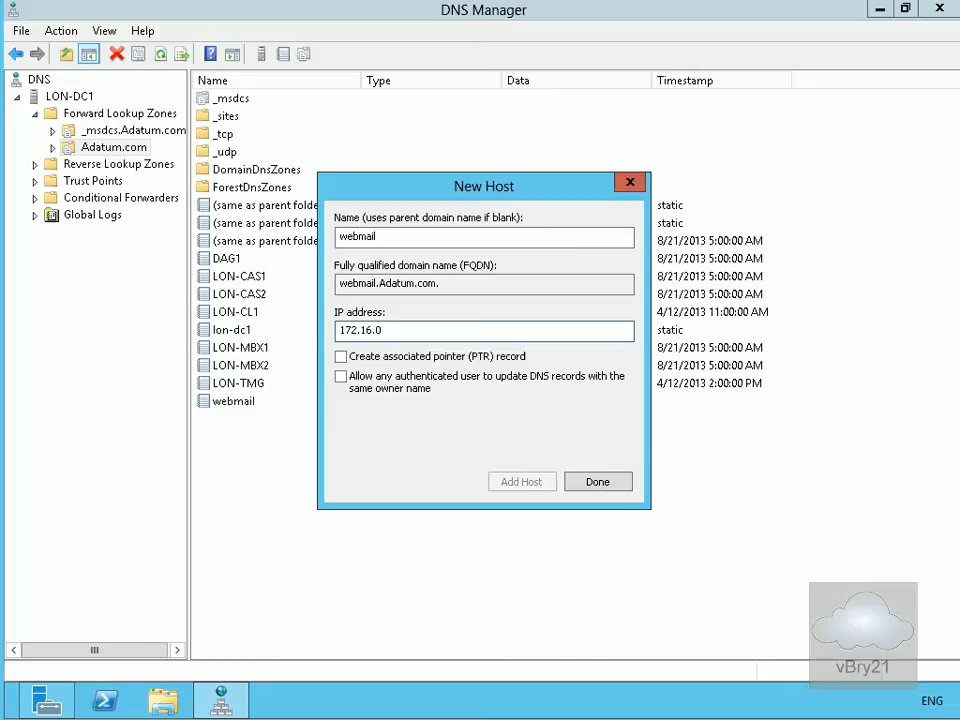 DNS Manager
File Action View Help
DNS
LON-DC1
Forward Lookup Zones
_msdcs.Adatum.com
Adatum.com
Reverse Lookup Zones
Trust Points
Conditional Forwarders
Global Logs
Name Type Data Timestamp
_msdcs
_sites
_tcp
_udp
DomainDnsZones
ForestDnsZones
(same as parent folde static
(same as parent folde static
(same as parent folde 8/21/2013 5:00:00 AM
DAG1 8/21/2013 5:00:00 AM
LON-CAS1 8/21/2013 5:00:00 AM
LON-CAS2 8/21/2013 5:00:00 AM
LON-CL1 4/12/2013 11:00:00 AM
lon-dc1 static
LON-MBX1 8/21/2013 5:00:00 AM
LON-MBX2 8/21/2013 5:00:00 AM
LON-TMG 4/12/2013 2:00:00 PM
webmail
New Host
Name (uses parent domain name if blank):
webmail
Fully qualified domain name (FQDN):
webmail.Adatum.com.
IP address:
172.16.0
Create associated pointer (PTR) record
Allow any authenticated user to update DNS records with the
same owner name
Add Host Done
vBry21
ENG